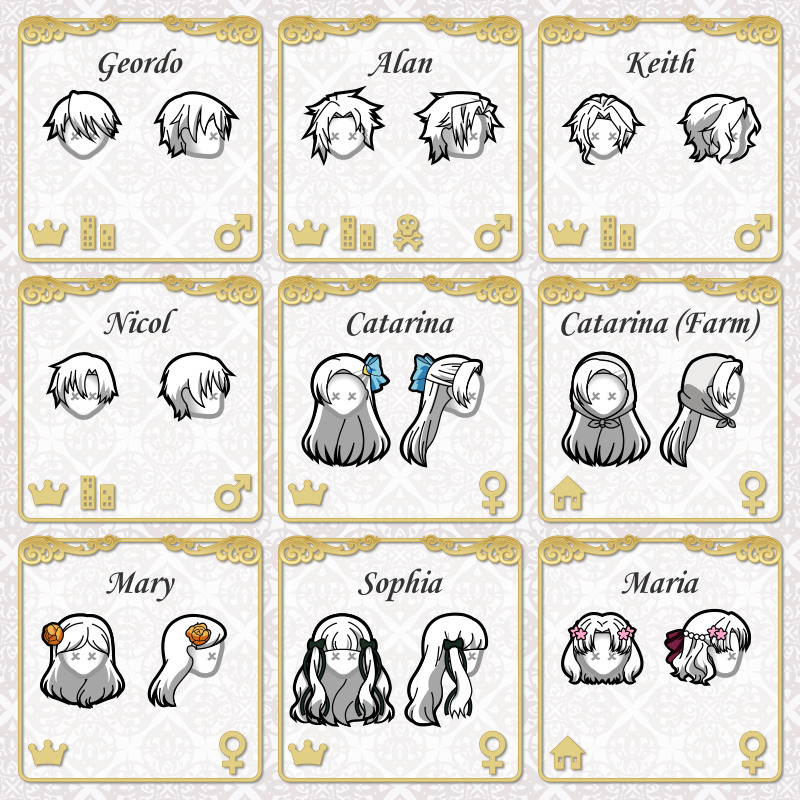 Geordo
Alan
Keith
Nicol
Catarina
Catarina (Farm)
Mary
Sophia
Maria